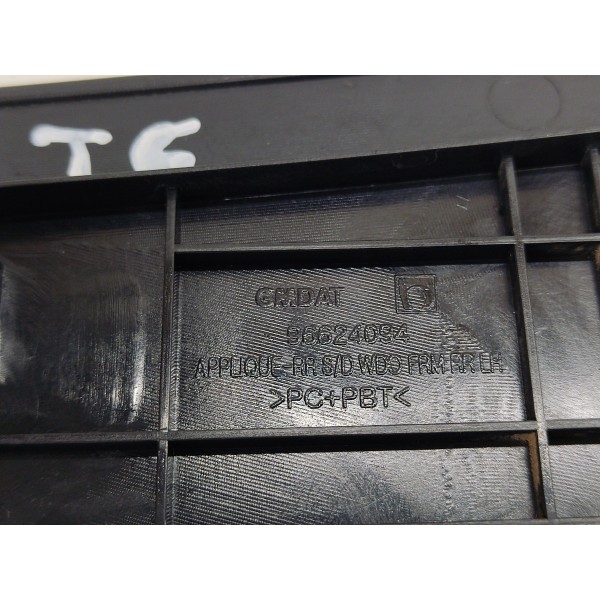 T6
GM DAT
96624094
APPLIQUE-RR S/D WDO FRM RR LH
>PC+PBT<